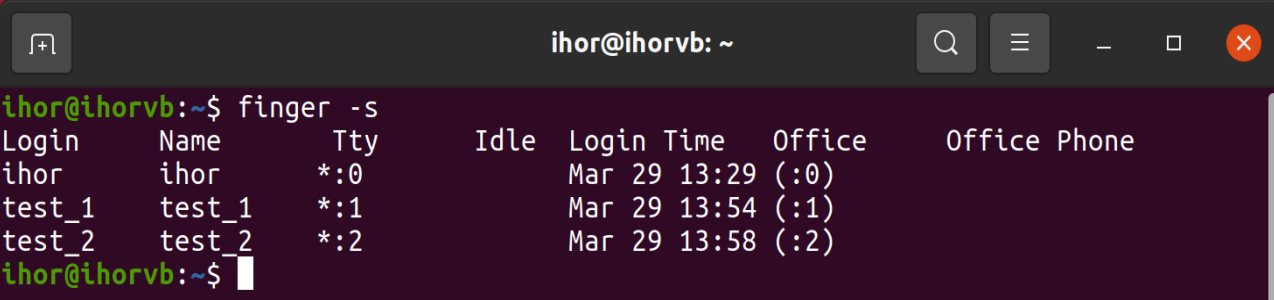 ihor@ihorvb: ~
ihor@ihorvb:~$ finger -s
Login     Name       Tty      Idle  Login Time   Office     Office Phone
ihor      ihor      *:0             Mar 29 13:29 (:0)
test_1    test_1    *:1             Mar 29 13:54 (:1)
test_2    test_2    *:2             Mar 29 13:58 (:2)
ihor@ihorvb:~$